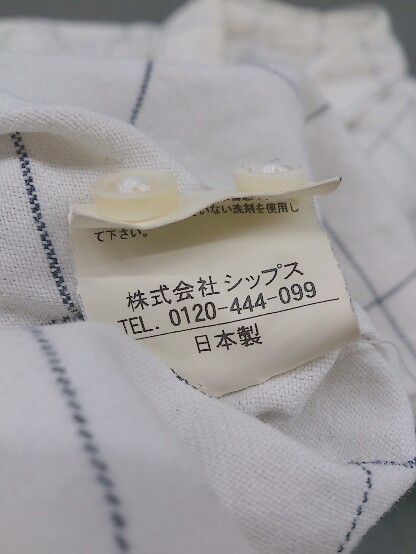 いない洗剤を使用し
て下さい。
株式会社シップス
TEL. 0120-444-099
日本製